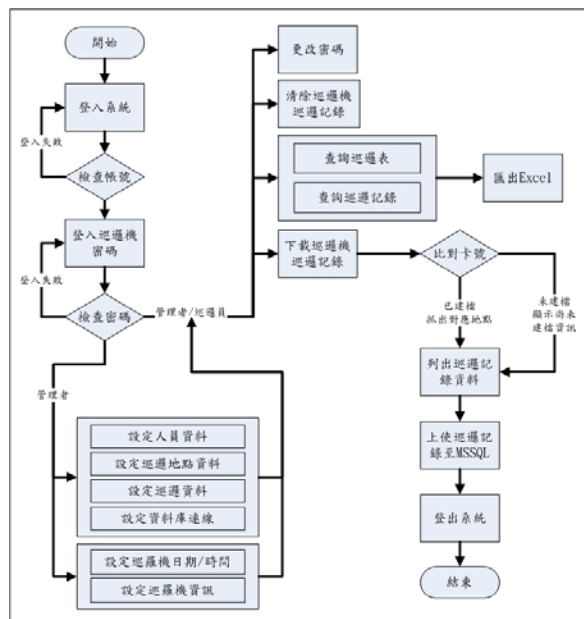 開始
登入系統
登入失敗
檢查帳號
登入巡邏機
密碼
登入失敗
檢查密碼
管理者/巡邏員
管理者
設定人員資料
設定巡邏地點資料
設定巡邏資料
設定資料庫連線
設定巡羅機日期/時間
設定巡羅機資訊
更改密碼
清除巡邏機
巡邏記錄
查詢巡邏表
查詢巡邏記錄
匯出Excel
下載巡邏機
巡邏記錄
比對卡號
已建檔
抓出對應地點
未建檔
顯示尚未
建檔資訊
列出巡邏記
錄資料
上使巡邏記
錄至MSSQL
登出系統
結束